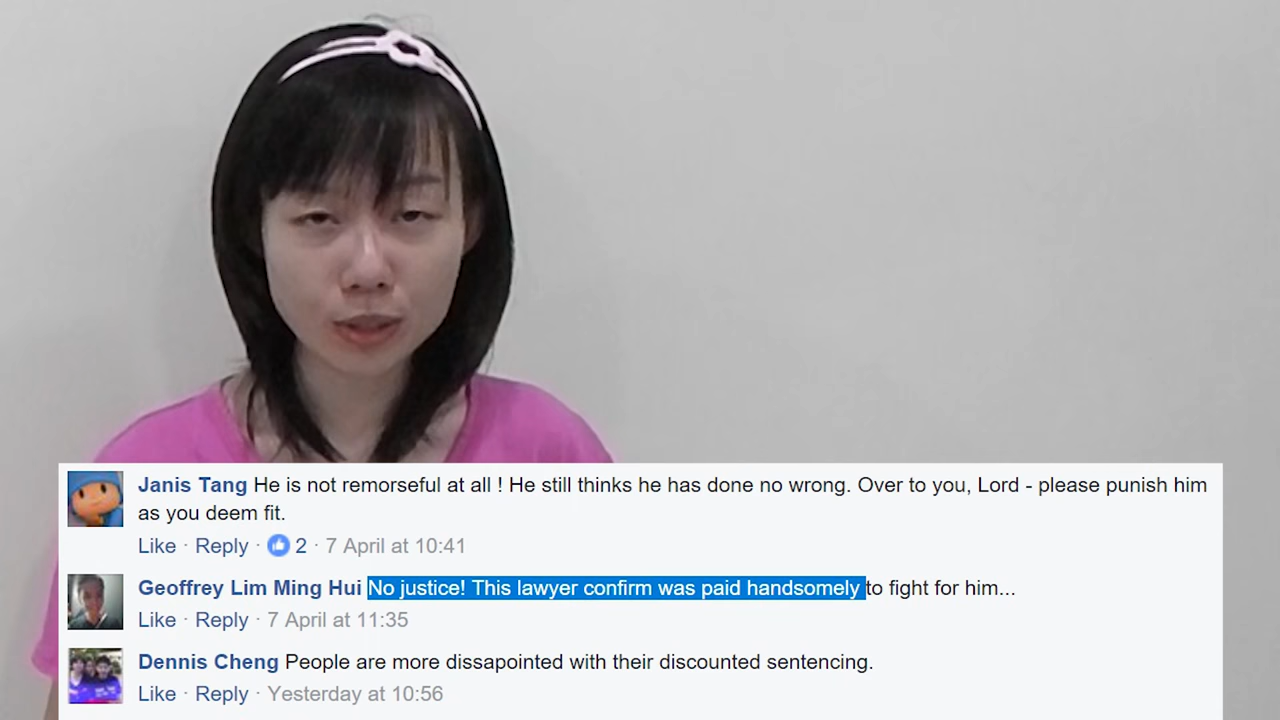 Janis Tang He is not remorseful at all ! He still thinks he has done no wrong. Over to you, Lord - please punish him
as you deem fit.
Like · Reply · 2 · 7 April at 10:41
Geoffrey Lim Ming Hui No justice! This lawyer confirm was paid handsomely to fight for him...
Like · Reply · 7 April at 11:35
Dennis Cheng People are more dissapointed with their discounted sentencing.
Like · Reply · Yesterday at 10:56